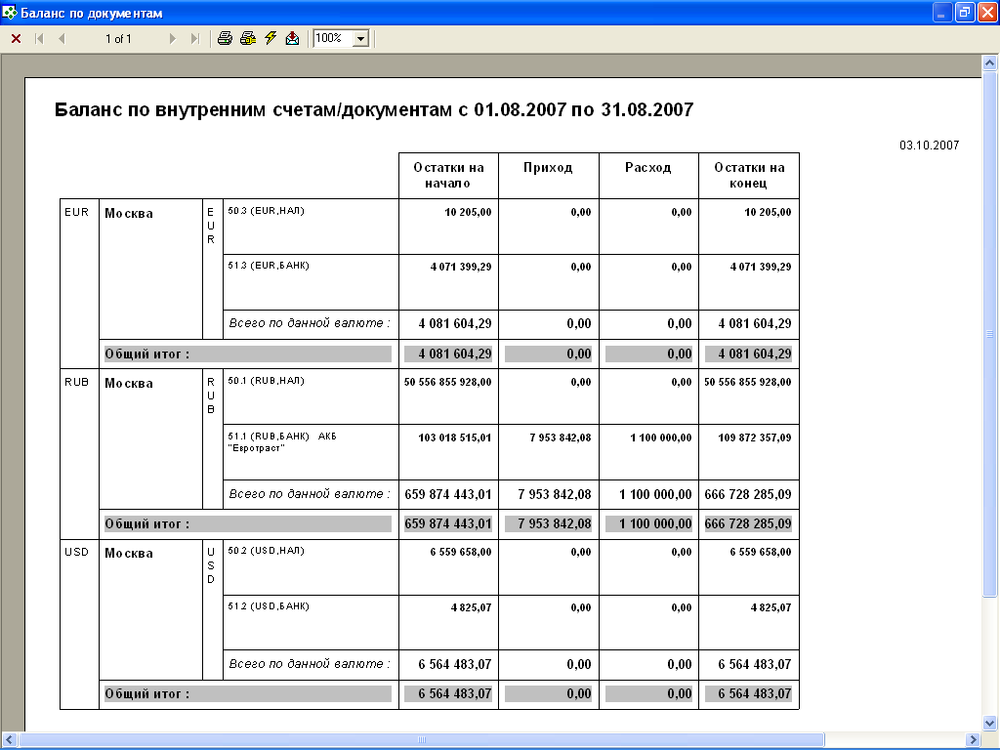 Баланс по документам
1 of 1
100%
Баланс по внутренним счетам/документам с 01.08.2007 по 31.08.2007
03.10.2007
Остатки на начало Приход Расход Остатки на конец
EUR Москва EUR 50.3 (EUR,НАЛ) 10 205,00 0,00 0,00 10 205,00
51.3 (EUR,БАНК) 4 071 399,29 0,00 0,00 4 071 399,29
Всего по данной валюте : 4 081 604,29 0,00 0,00 4 081 604,29
Общий итог : 4 081 604,29 0,00 0,00 4 081 604,29
RUB Москва RUB 50.1 (RUB,НАЛ) 50 556 855 928,00 0,00 0,00 50 556 855 928,00
51.1 (RUB,БАНК) АКБ 103 018 515,01 7 953 842,08 1 100 000,00 109 872 357,09
"Евротраст"
Всего по данной валюте : 659 874 443,01 7 953 842,08 1 100 000,00 666 728 285,09
Общий итог : 659 874 443,01 7 953 842,08 1 100 000,00 666 728 285,09
USD Москва USD 50.2 (USD,НАЛ) 6 559 658,00 0,00 0,00 6 559 658,00
51.2 (USD,БАНК) 4 825,07 0,00 0,00 4 825,07
Всего по данной валюте : 6 564 483,07 0,00 0,00 6 564 483,07
Общий итог : 6 564 483,07 0,00 0,00 6 564 483,07